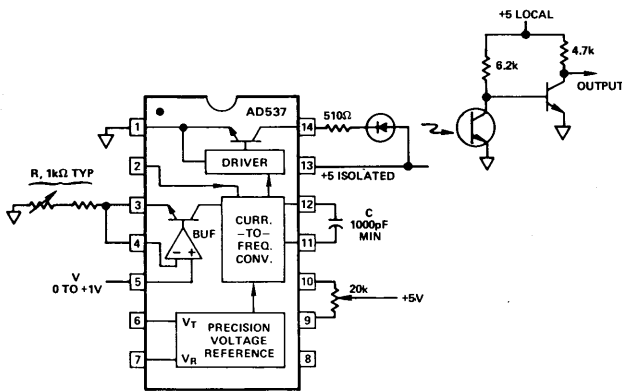 +5 LOCAL
6.2k
4.7k
OUTPUT
AD537
1
14
510Ω
DRIVER
2
13
+5 ISOLATED
R, 1kΩ TYP
3
12
C
1000pF
MIN
BUF
CURR.
-TO-
FREQ.
CONV.
4
11
- +
V
0 TO +1V
5
10
20k
+5V
6
VT
PRECISION
VOLTAGE
REFERENCE
9
7
VR
8